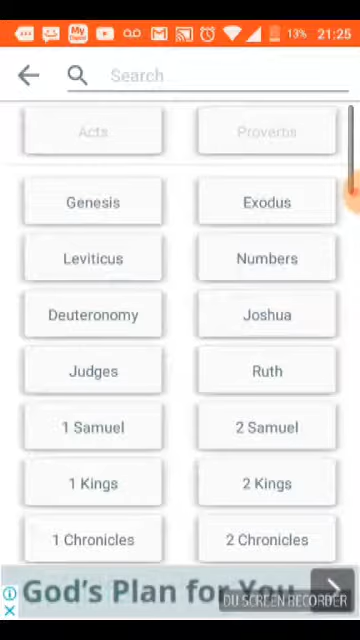 My
13% 21:25
Search
Acts Proverbs
Genesis Exodus
Leviticus Numbers
Deuteronomy Joshua
Judges Ruth
1 Samuel 2 Samuel
1 Kings 2 Kings
1 Chronicles 2 Chronicles
God's Plan for You
DU SCREEN RECORDER